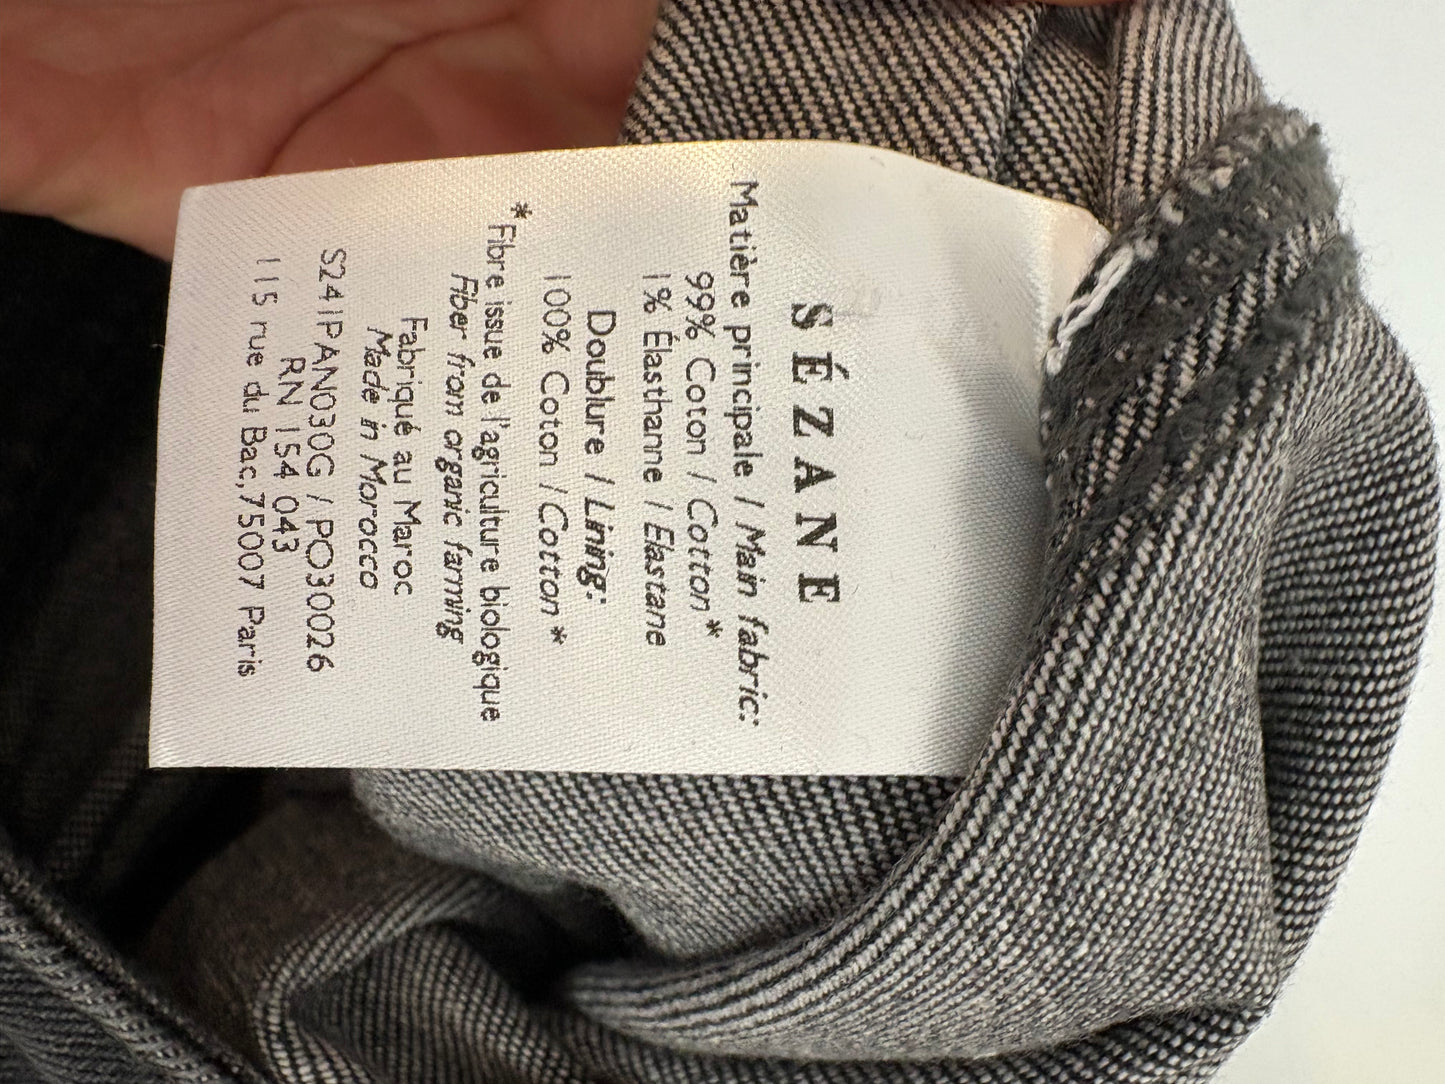 SÉZANE
Matière principale / Main fabric:
99% Coton / Cotton*
1% Élasthanne / Elastane
Doublure / Lining:
100% Coton / Cotton*
*Fibre issue de l'agriculture biologique
Fiber from organic farming
Fabriqué au Maroc
Made in Morocco
S241PAN030G / PO30026
RN 154 043
115 rue du Bac, 75007 Paris